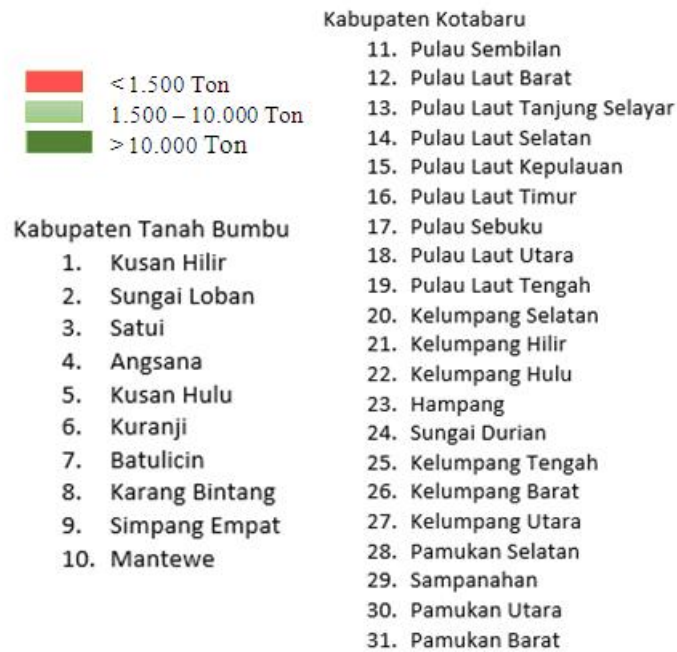 < 1.500 Ton
1.500 – 10.000 Ton
> 10.000 Ton
Kabupaten Tanah Bumbu
1. Kusan Hilir
2. Sungai Loban
3. Satui
4. Angsana
5. Kusan Hulu
6. Kuranji
7. Batulicin
8. Karang Bintang
9. Simpang Empat
10. Mantewe
Kabupaten Kotabaru
11. Pulau Sembilan
12. Pulau Laut Barat
13. Pulau Laut Tanjung Selayar
14. Pulau Laut Selatan
15. Pulau Laut Kepulauan
16. Pulau Laut Timur
17. Pulau Sebuku
18. Pulau Laut Utara
19. Pulau Laut Tengah
20. Kelumpang Selatan
21. Kelumpang Hilir
22. Kelumpang Hulu
23. Hampang
24. Sungai Durian
25. Kelumpang Tengah
26. Kelumpang Barat
27. Kelumpang Utara
28. Pamukan Selatan
29. Sampanahan
30. Pamukan Utara
31. Pamukan Barat